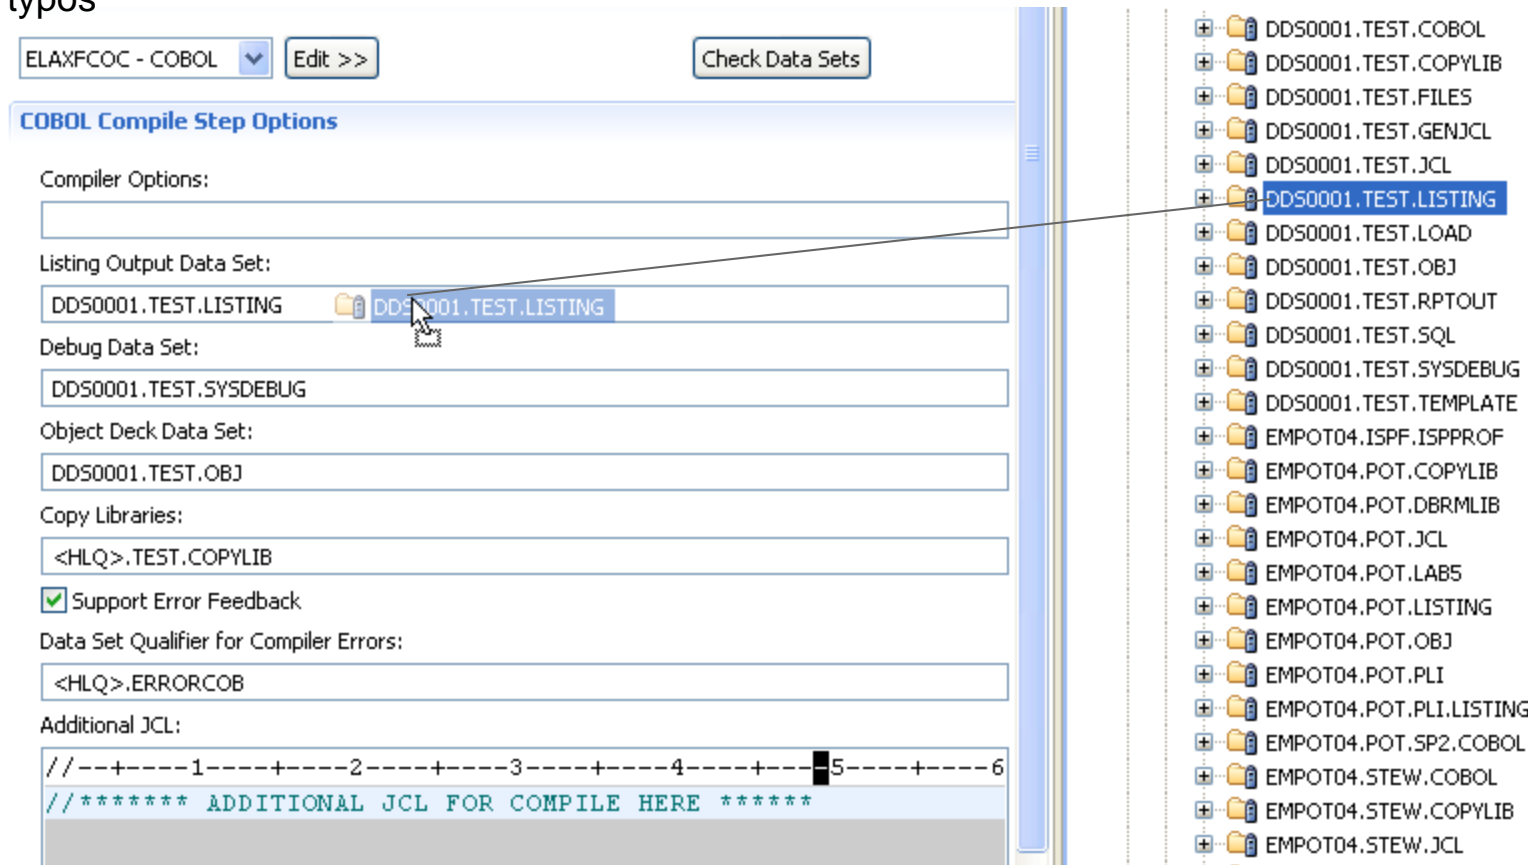 typos
ELAXFCOC - COBOL
Edit >>
Check Data Sets
COBOL Compile Step Options
Compiler Options:
Listing Output Data Set:
DDS0001.TEST.LISTING
DDS0001.TEST.LISTING
Debug Data Set:
DDS0001.TEST.SYSDEBUG
Object Deck Data Set:
DDS0001.TEST.OBJ
Copy Libraries:
<HLQ>.TEST.COPYLIB
Support Error Feedback
Data Set Qualifier for Compiler Errors:
<HLQ>.ERRORCOB
Additional JCL:
//--+----1----+----2----+----3----+----4----+----5----+----6
//******* ADDITIONAL JCL FOR COMPILE HERE ******
DDS0001.TEST.COBOL
DDS0001.TEST.COPYLIB
DDS0001.TEST.FILES
DDS0001.TEST.GENJCL
DDS0001.TEST.JCL
DDS0001.TEST.LISTING
DDS0001.TEST.LOAD
DDS0001.TEST.OBJ
DDS0001.TEST.RPTOUT
DDS0001.TEST.SQL
DDS0001.TEST.SYSDEBUG
DDS0001.TEST.TEMPLATE
EMPOT04.ISPF.ISPPROF
EMPOT04.POT.COPYLIB
EMPOT04.POT.DBRMLIB
EMPOT04.POT.JCL
EMPOT04.POT.LAB5
EMPOT04.POT.LISTING
EMPOT04.POT.OBJ
EMPOT04.POT.PLI
EMPOT04.POT.PLI.LISTING
EMPOT04.POT.SP2.COBOL
EMPOT04.STEW.COBOL
EMPOT04.STEW.COPYLIB
EMPOT04.STEW.JCL